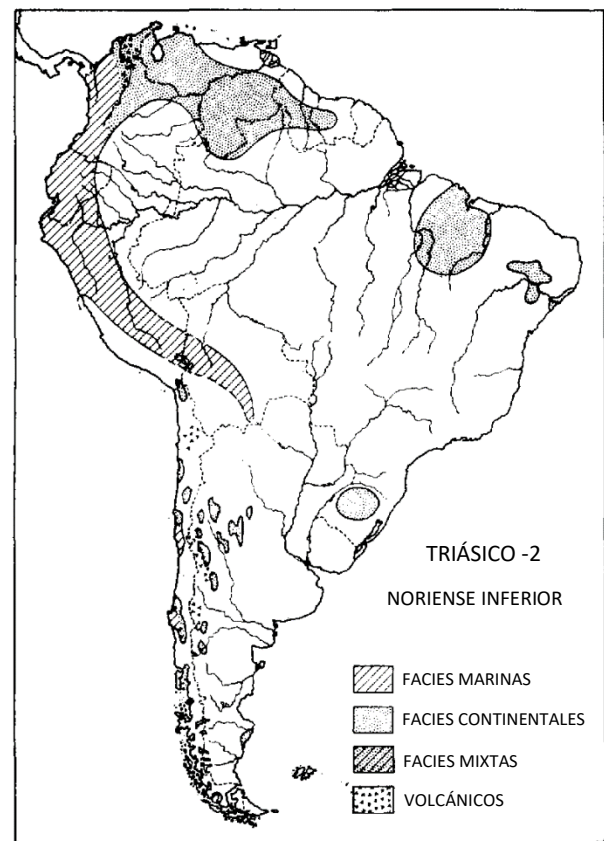 TRIÁSICO -2
NORIENSE INFERIOR
FACIES MARINAS
FACIES CONTINENTALES
FACIES MIXTAS
VOLCÁNICOS